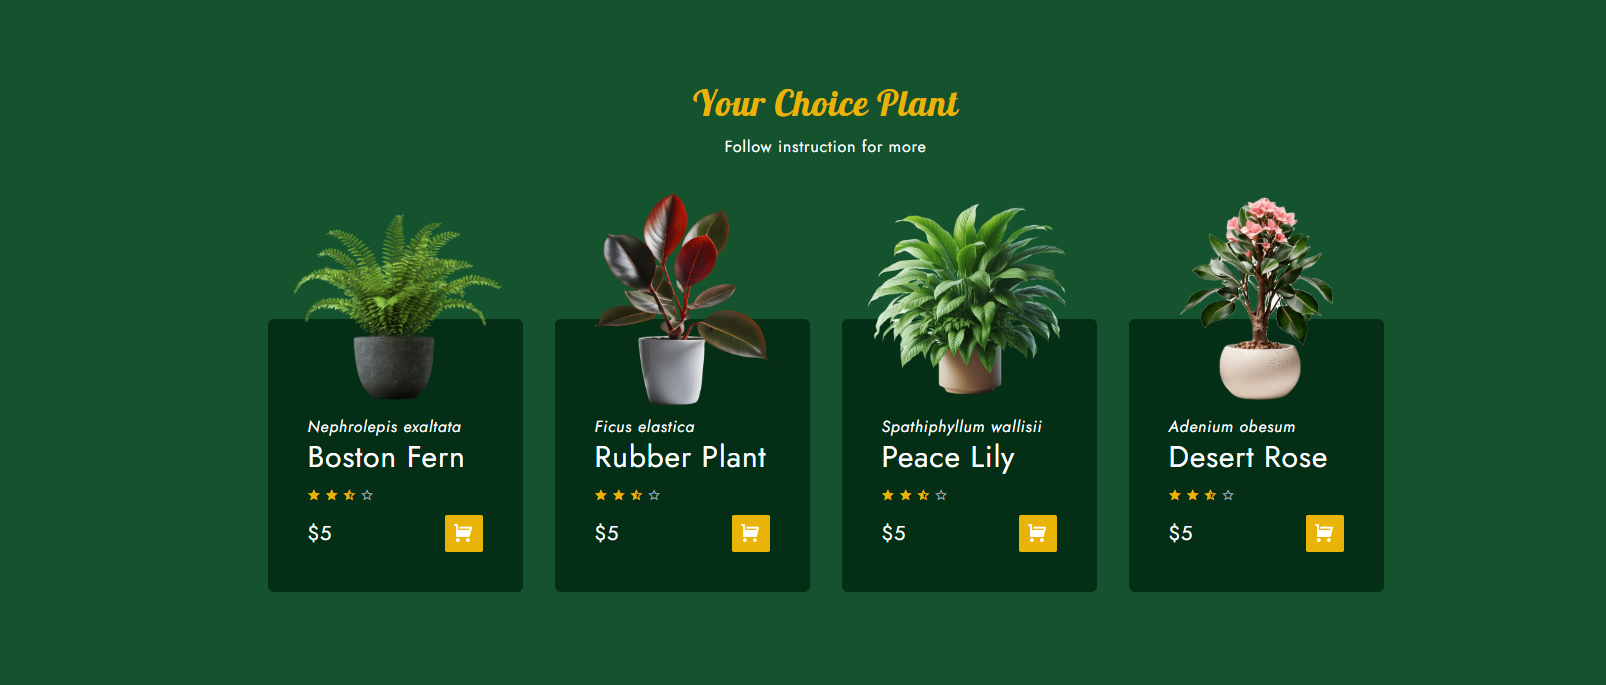 Your Choice Plant
Follow instruction for more
Nephrolepis exaltata
Boston Fern
$5
Ficus elastica
Rubber Plant
$5
Spathiphyllum wallisii
Peace Lily
$5
Adenium obesum
Desert Rose
$5